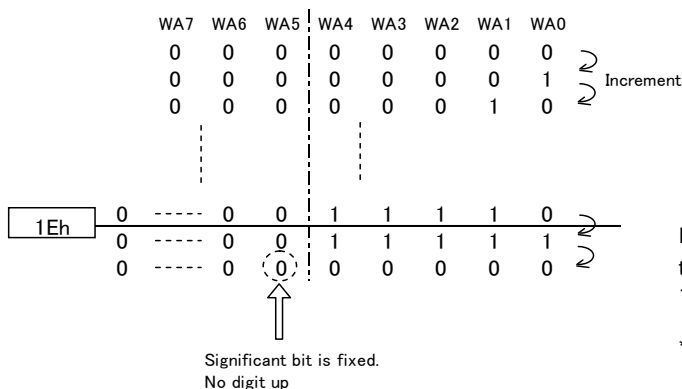 WA7 WA6 WA5 WA4 WA3 WA2 WA1 WA0
0 0 0 0 0 0 0 0
0 0 0 0 0 0 0 1 Increment
0 0 0 0 0 0 1 0
0 ----- 0 0 1 1 1 1 0
1Eh
0 ----- 0 0 1 1 1 1 1
0 ----- 0 0 0 0 0 0 0
Significant bit is fixed.
No digit up